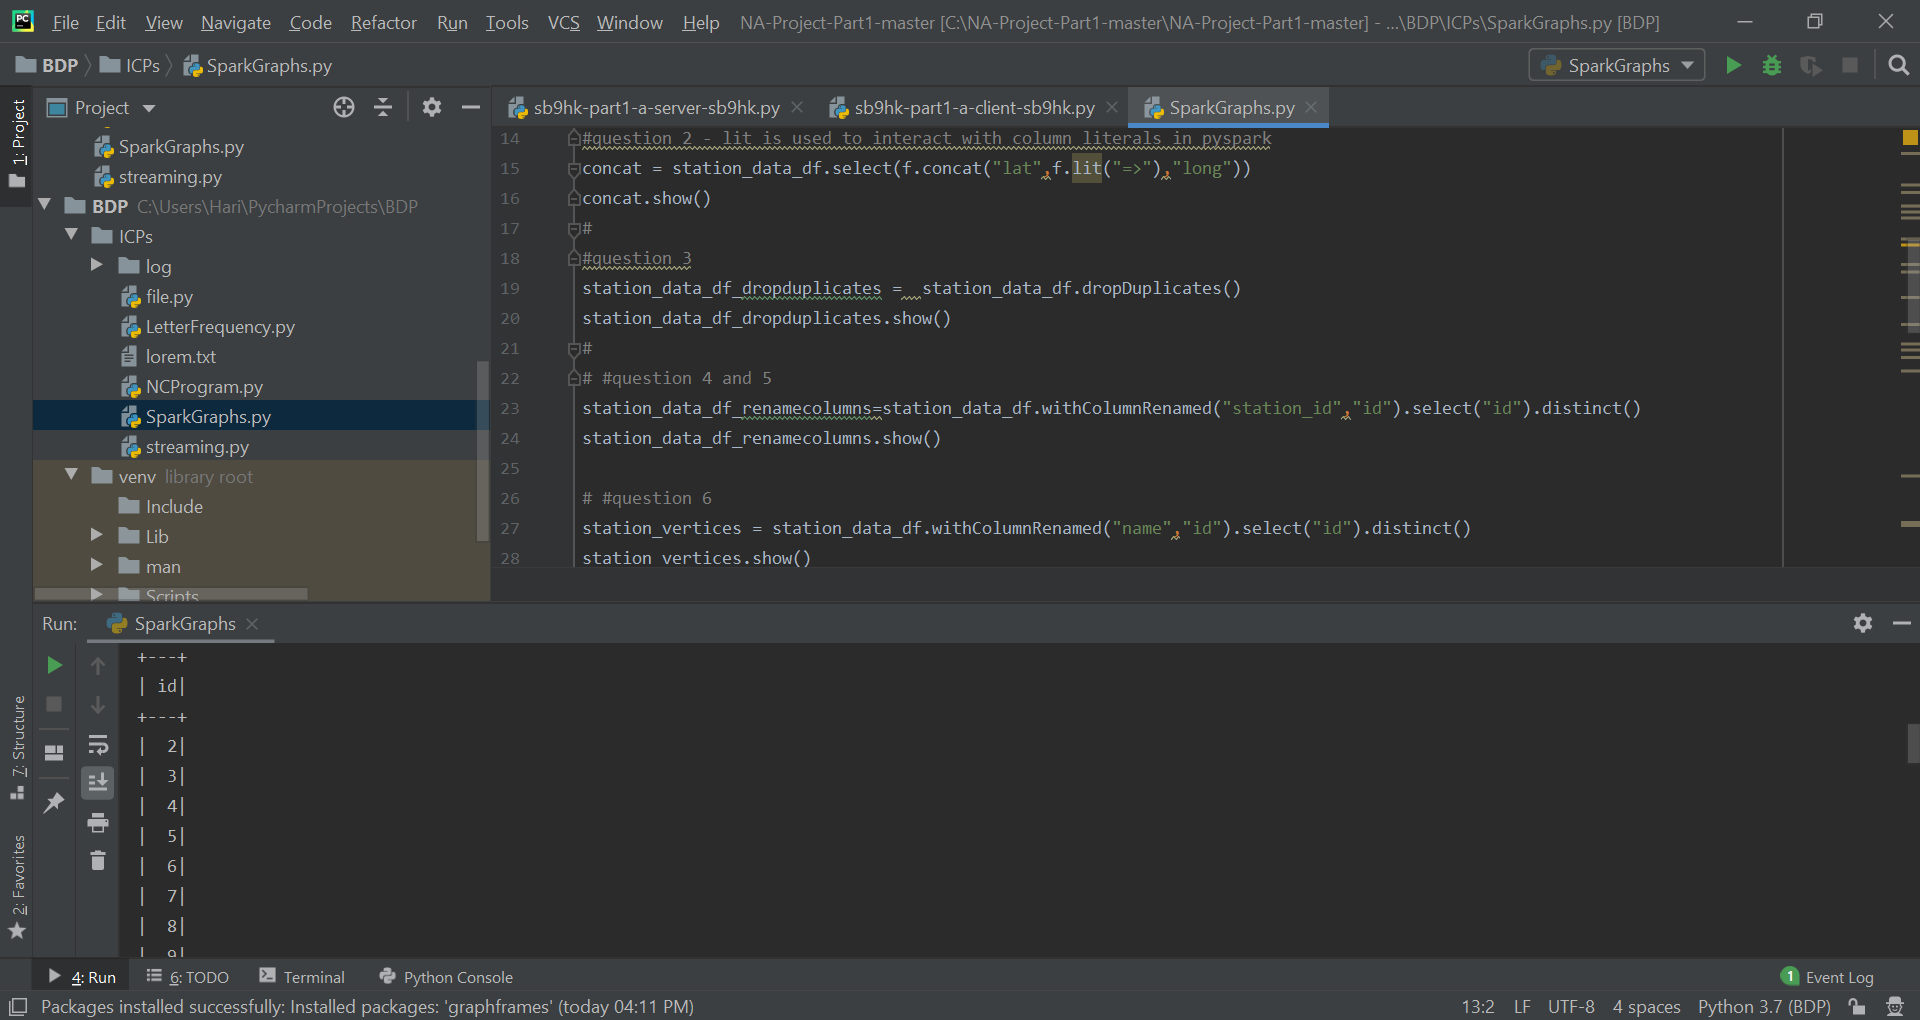 PC File Edit View Navigate Code Refactor Run Tools VCS Window Help NA-Project-Part1-master [C:\NA-Project-Part1-master\NA-Project-Part1-master] - ...\BDP\ICPs\SparkGraphs.py [BDP]
BDP ICPs SparkGraphs.py SparkGraphs
1: Project
Project
sb9hk-part1-a-server-sb9hk.py sb9hk-part1-a-client-sb9hk.py SparkGraphs.py
SparkGraphs.py
streaming.py
BDP C:\Users\Hari\PycharmProjects\BDP
ICPs
log
file.py
LetterFrequency.py
lorem.txt
NCProgram.py
SparkGraphs.py
streaming.py
venv library root
Include
Lib
man
Scripts
14 #question 2 - lit is used to interact with column literals in pyspark
15 concat = station_data_df.select(f.concat("lat",f.lit("=>"),"long"))
16 concat.show()
17 #
18 #question 3
19 station_data_df_dropduplicates =  station_data_df.dropDuplicates()
20 station_data_df_dropduplicates.show()
21 #
22 # #question 4 and 5
23 station_data_df_renamecolumns=station_data_df.withColumnRenamed("station_id","id").select("id").distinct()
24 station_data_df_renamecolumns.show()
25
26 # #question 6
27 station_vertices = station_data_df.withColumnRenamed("name","id").select("id").distinct()
28 station_vertices.show()
Run: SparkGraphs
+---+
| id|
+---+
|  2|
|  3|
|  4|
|  5|
|  6|
|  7|
|  8|
|  9|
7: Structure
2: Favorites
4: Run 6: TODO Terminal Python Console 1 Event Log
Packages installed successfully: Installed packages: 'graphframes' (today 04:11 PM) 13:2 LF UTF-8 4 spaces Python 3.7 (BDP)